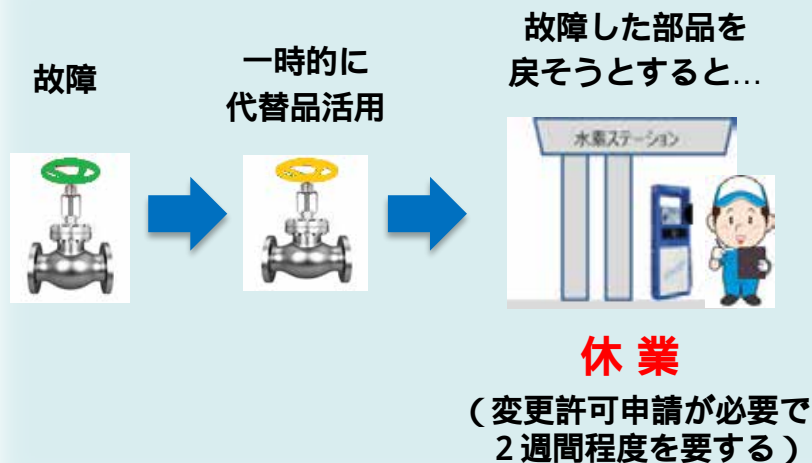 故障
一時的に
代替品活用
故障した部品を
戻そうとすると…
水素ステーション
休業
（変更許可申請が必要で
２週間程度を要する）